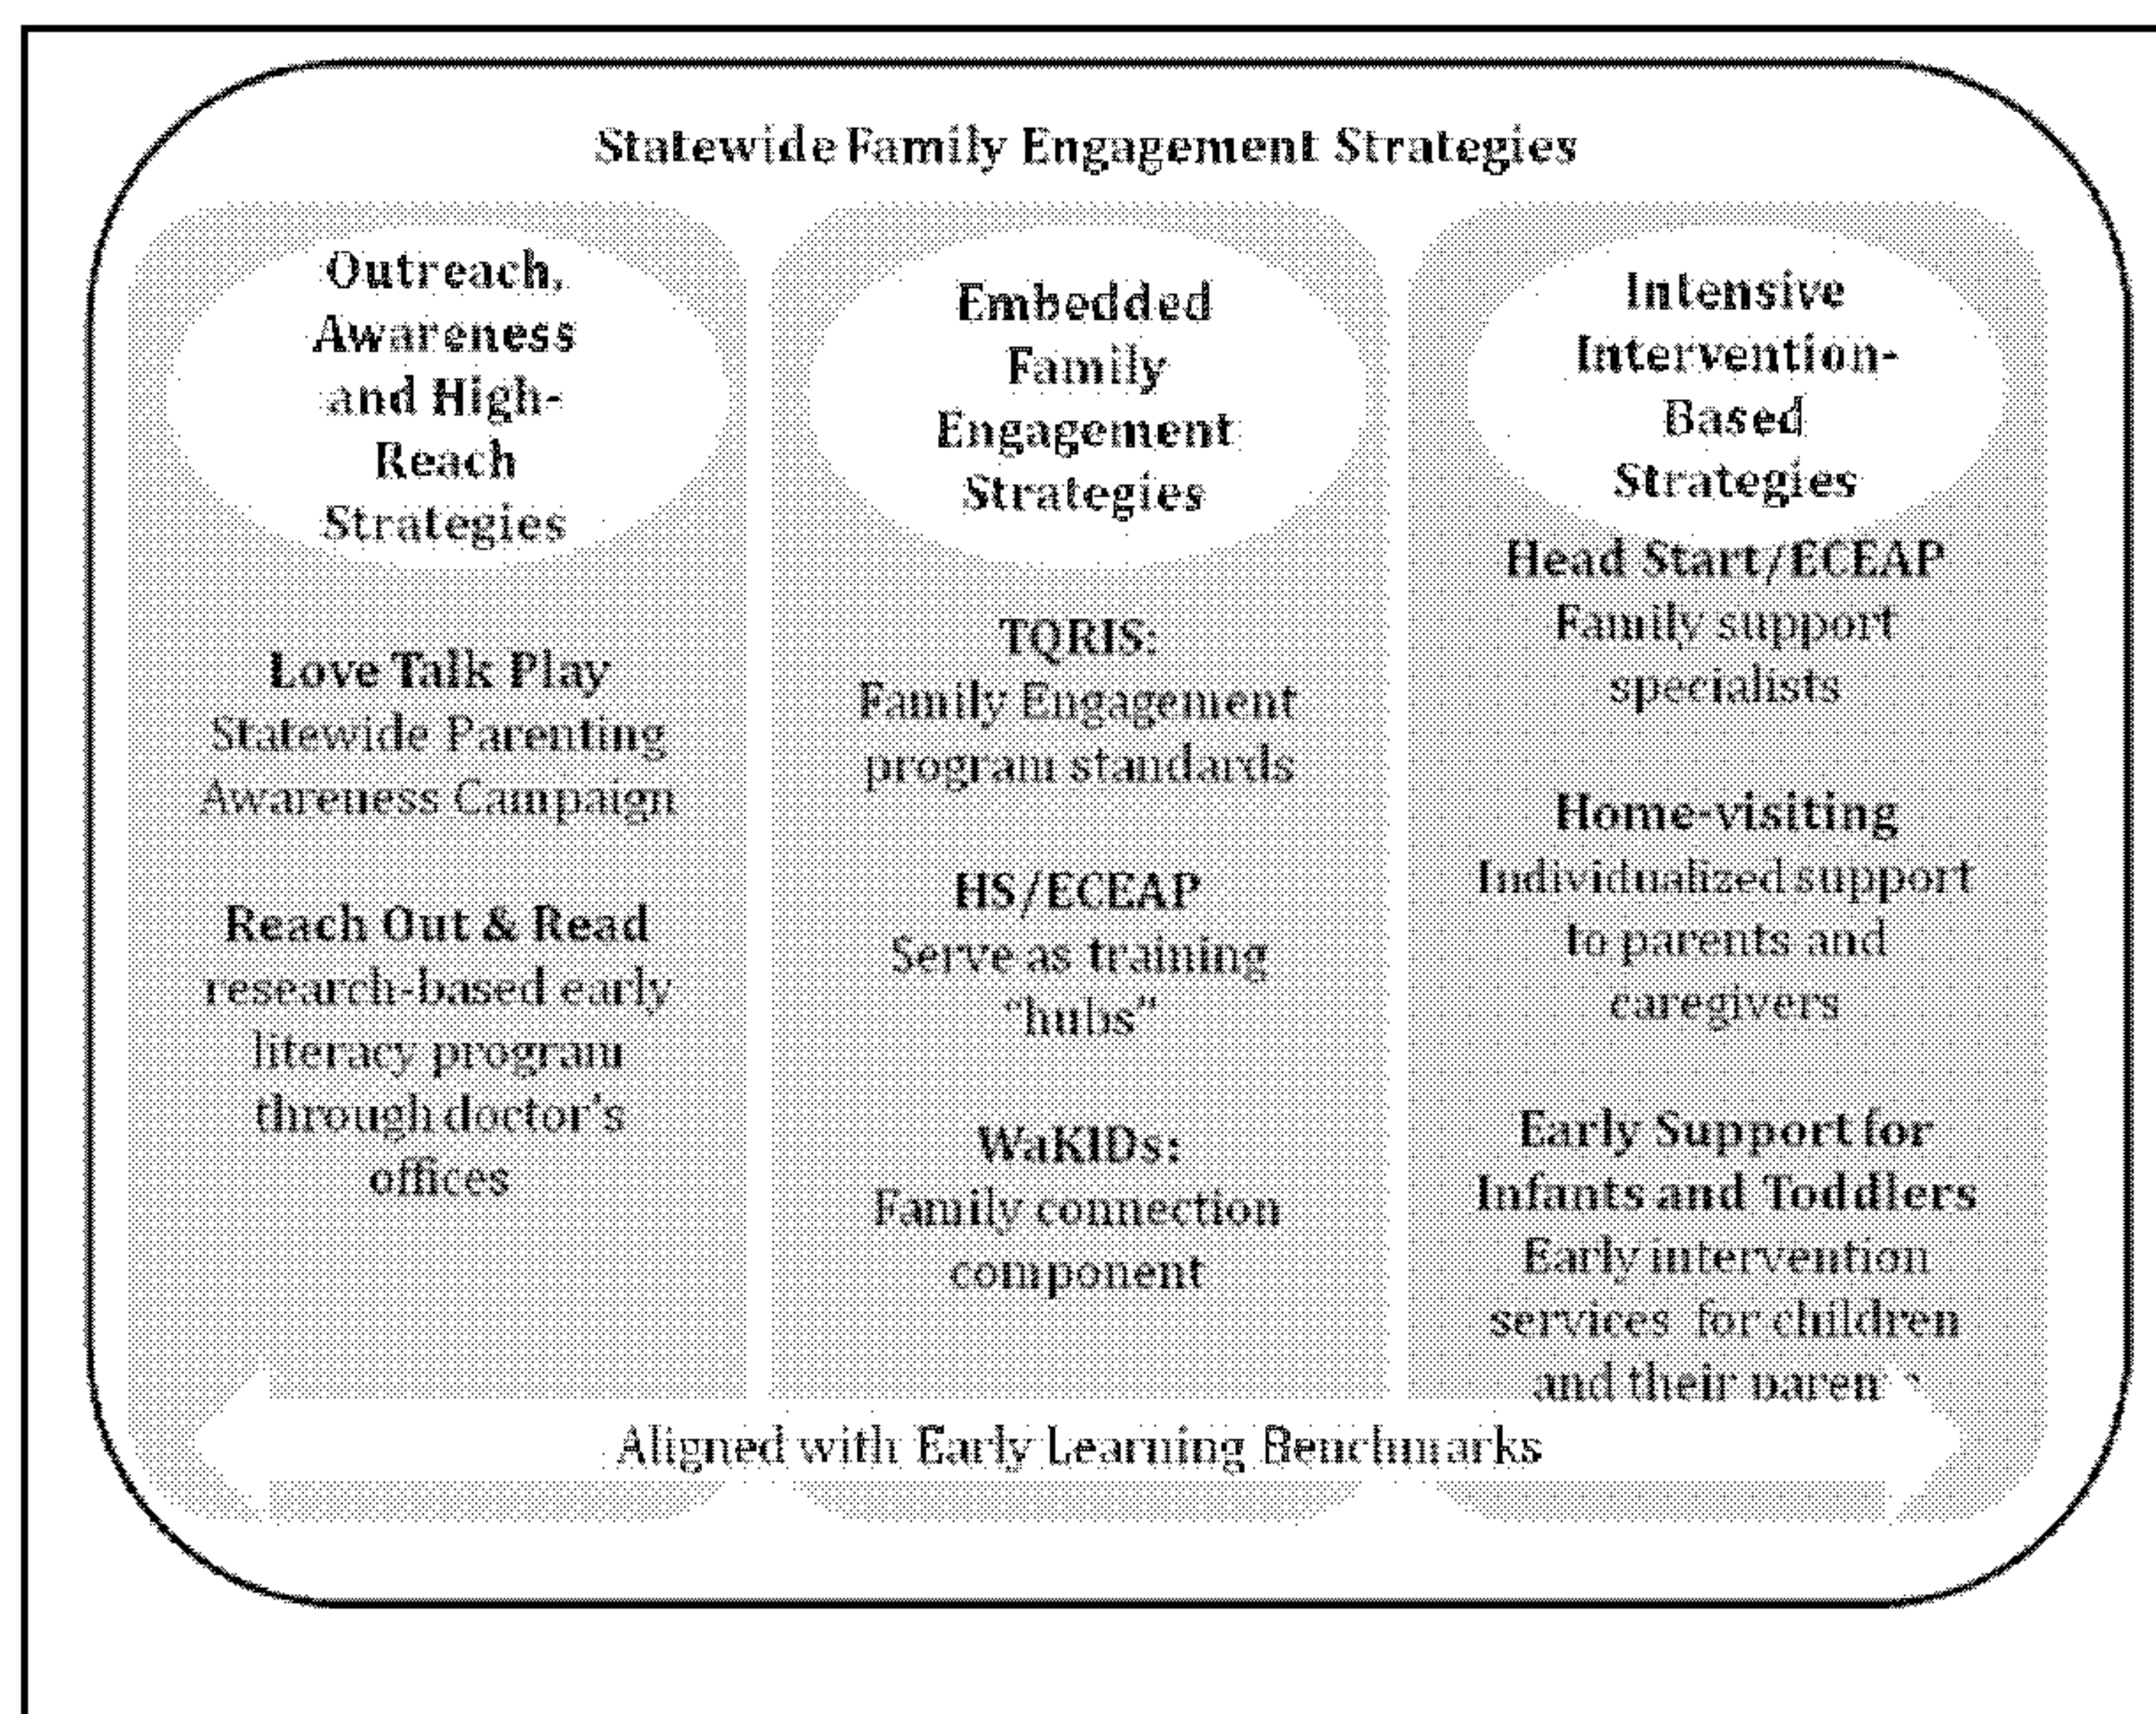 Statewide Family Engagement Strategies
Outreach,
Awareness
and High-
Reach
Strategies
Love Talk Play
Statewide Parenting
Awareness Campaign
Reach Out & Read
research-based early
literacy program
through doctor's
offices
Embedded
Family
Engagement
Strategies
TQRIS:
Family Engagement
program standards
HS/ECEAP
Serve as training
"hubs"
WaKIDs:
Family connection
component
Intensive
Intervention-
Based
Strategies
Head Start/ECEAP
Family support
specialists
Home-visiting
Individualized support
to parents and
caregivers
Early Support for
Infants and Toddlers
Early intervention
services for children
and their parents
Aligned with Early Learning Benchmarks